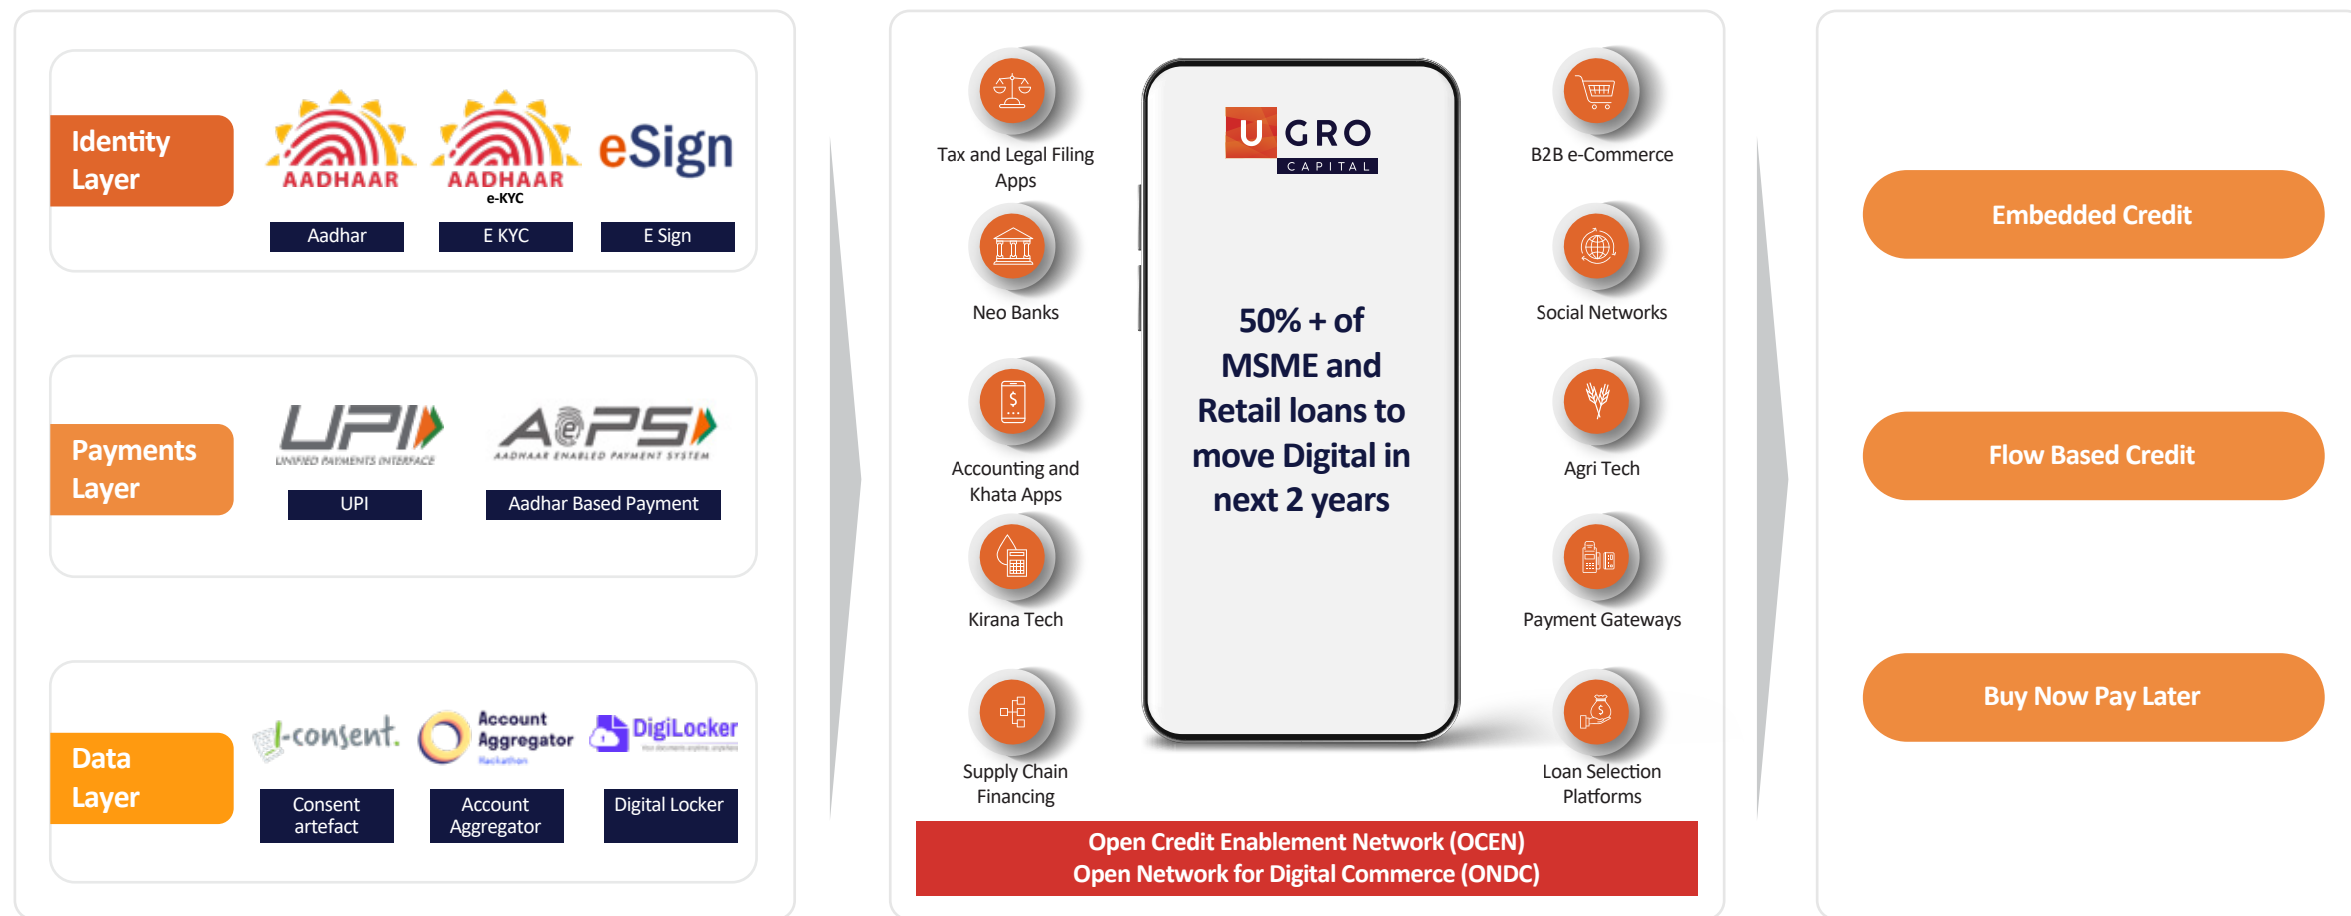 Identity
Layer
AADHAAR
AADHAAR
e-KYC
eSign
Aadhar
E KYC
E Sign
Payments
Layer
UPI
UNIFIED PAYMENTS INTERFACE
AePS
AADHAAR ENABLED PAYMENT SYSTEM
UPI
Aadhar Based Payment
Data
Layer
I-consent.
Account
Aggregator
Hackathon
DigiLocker
Your documents anytime, anywhere
Consent
artefact
Account
Aggregator
Digital Locker
Tax and Legal Filing
Apps
Neo Banks
Accounting and
Khata Apps
Kirana Tech
Supply Chain
Financing
U GRO
CAPITAL
50% + of
MSME and
Retail loans to
move Digital in
next 2 years
B2B e-Commerce
Social Networks
Agri Tech
Payment Gateways
Loan Selection
Platforms
Open Credit Enablement Network (OCEN)
Open Network for Digital Commerce (ONDC)
Embedded Credit
Flow Based Credit
Buy Now Pay Later